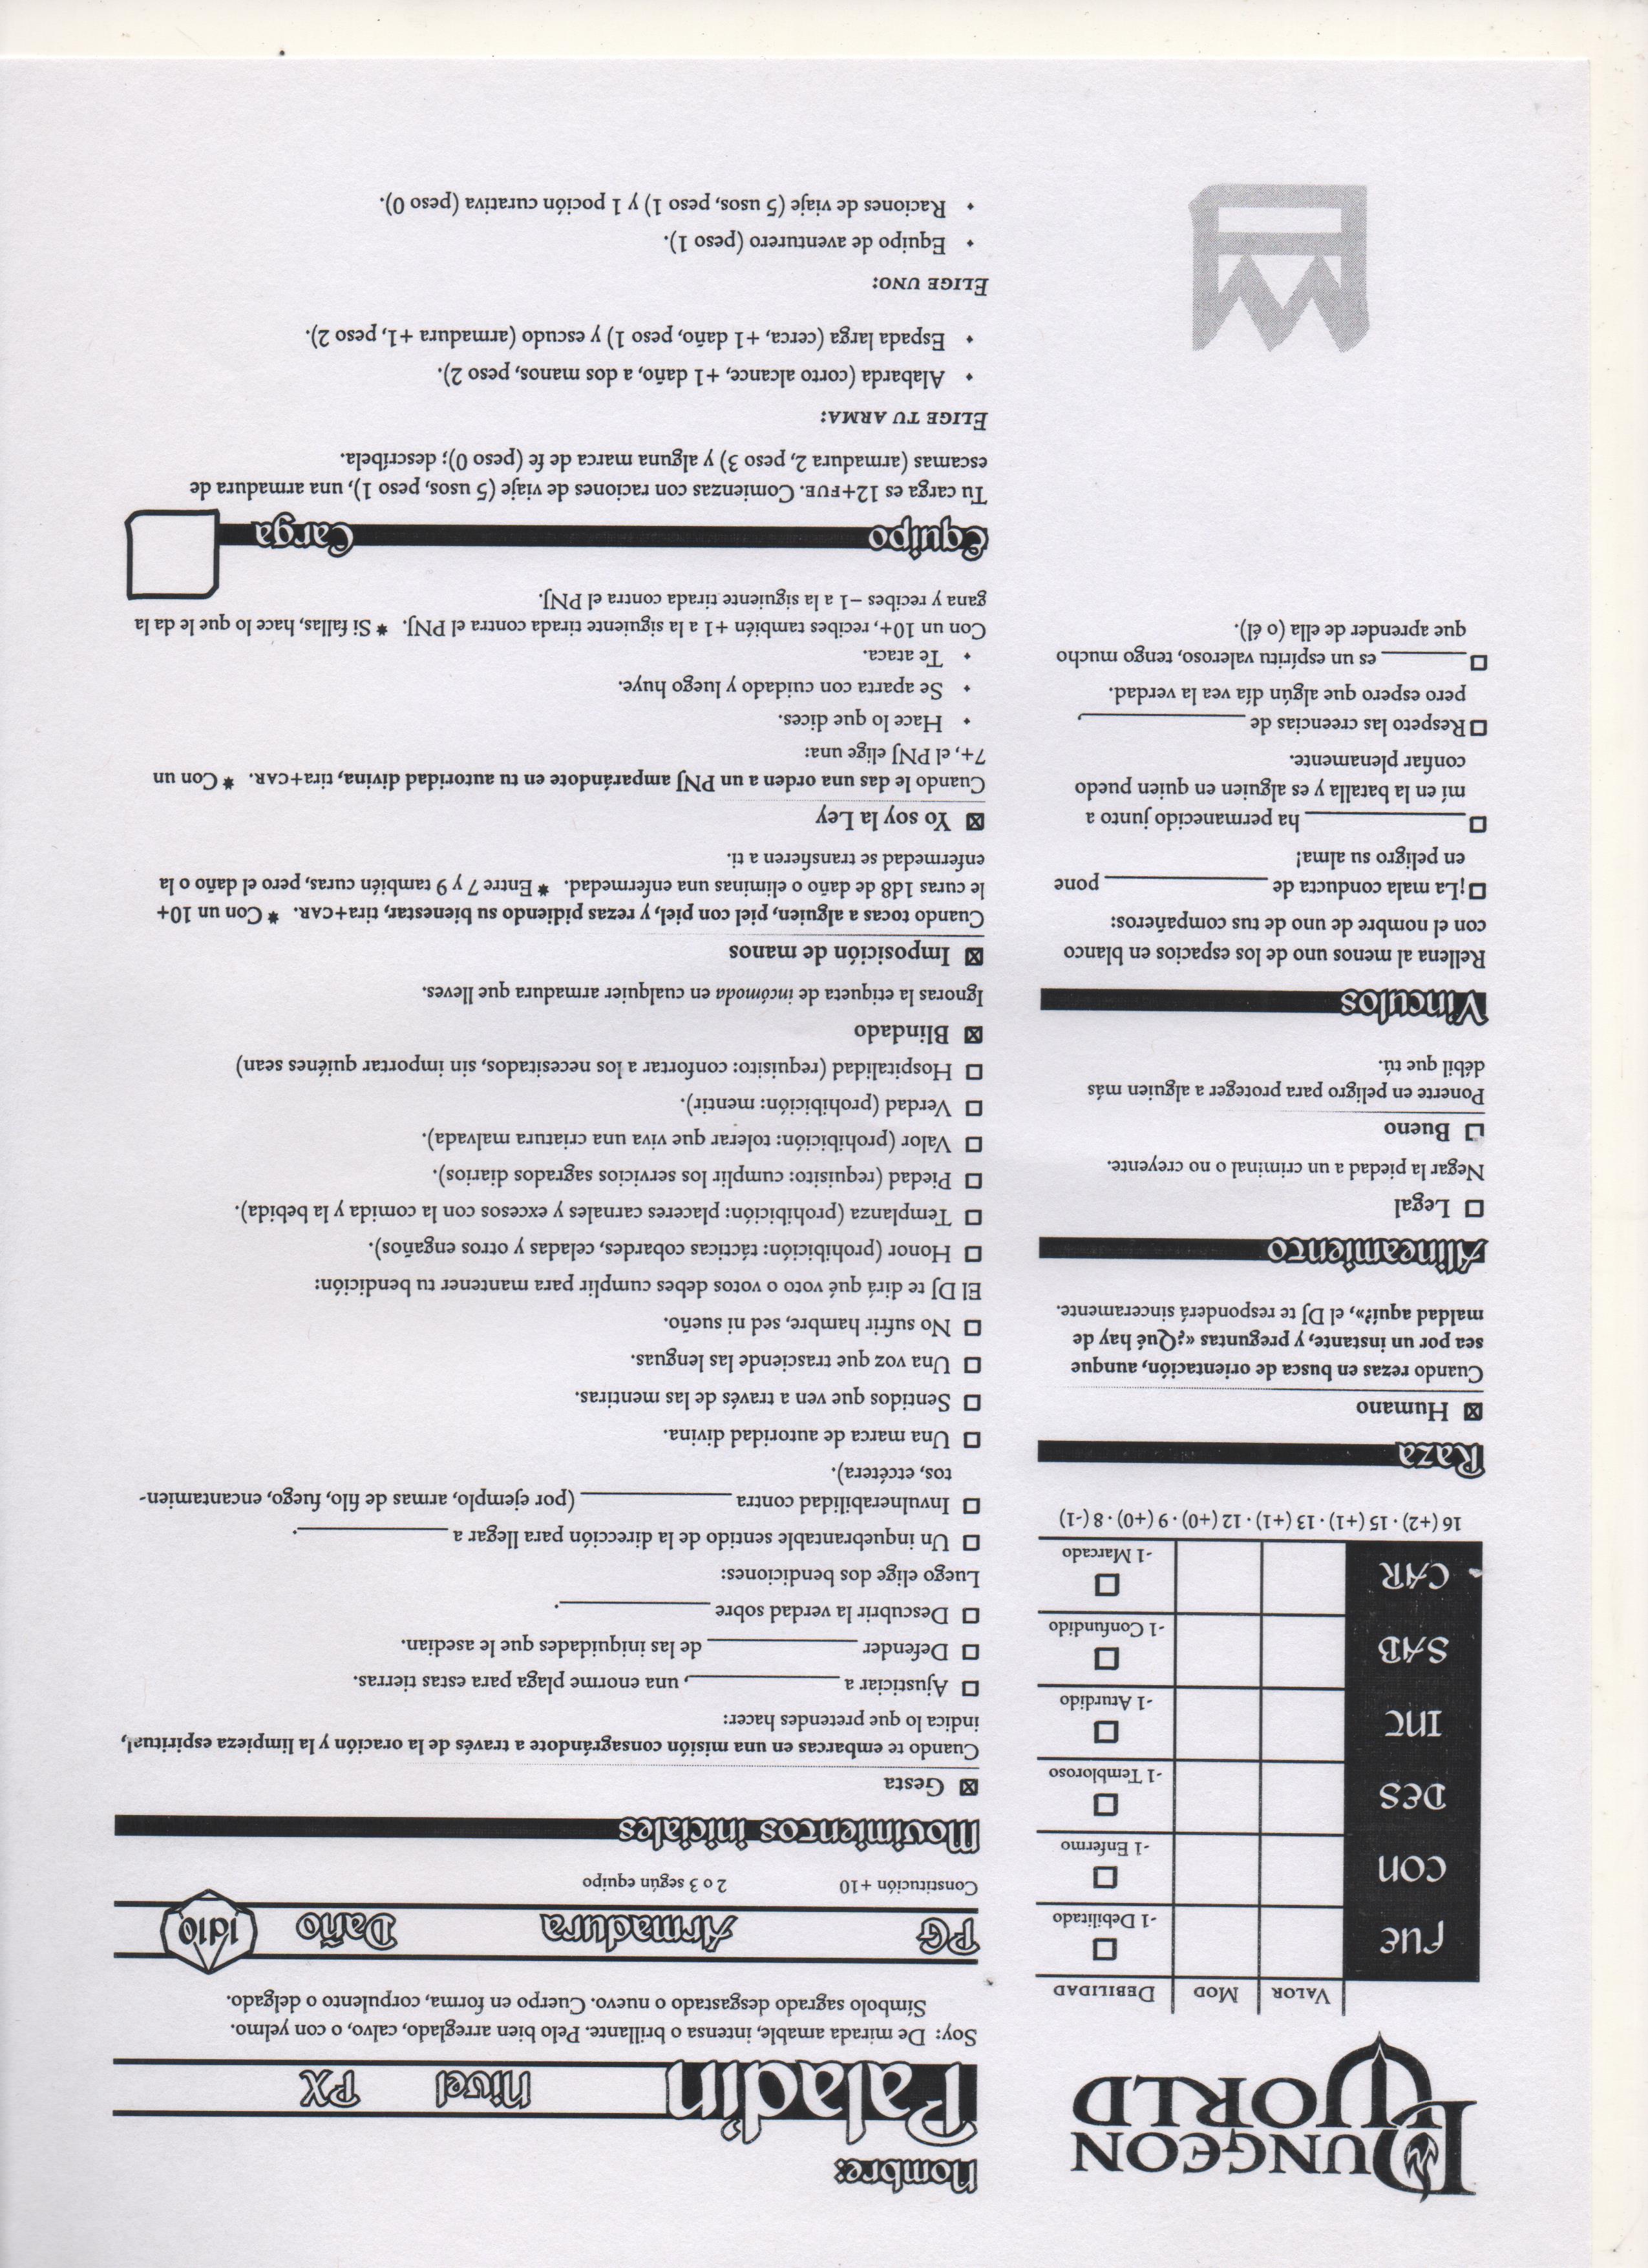 DUNGEON
WORLD
VALOR MOD DEBILIDAD
FUE
-1 Debilitado
CON
-1 Enfermo
DES
-1 Tembloroso
INT
-1 Aturdido
SAB
-1 Confundido
CAR
-1 Marcado
16 (+2) · 15 (+1) · 13 (+1) · 12 (+0) · 9 (+0) · 8 (-1)
Raza
Humano
Cuando rezas en busca de orientación, aunque
sea por un instante, y preguntas «¿Qué hay de
maldad aquí?», el DJ te responderá sinceramente.
Alineamiento
Legal
Negar la piedad a un criminal o no creyente.
Bueno
Ponerte en peligro para proteger a alguien más
débil que tú.
Vínculos
Rellena al menos uno de los espacios en blanco
con el nombre de uno de tus compañeros:
¡La mala conducta de ____________ pone
en peligro su alma!
____________ ha permanecido junto a
mí en la batalla y es alguien en quien puedo
confiar plenamente.
Respeto las creencias de ____________,
pero espero que algún día vea la verdad.
_______ es un espíritu valeroso, tengo mucho
que aprender de ella (o él).
Nombre:
Paladín Nivel PX
Soy: De mirada amable, intensa o brillante. Pelo bien arreglado, calvo, o con yelmo.
Símbolo sagrado desgastado o nuevo. Cuerpo en forma, corpulento o delgado.
PG Armadura Daño 1d10
Constitución +10 2 o 3 según equipo
Movimientos iniciales
Gesta
Cuando te embarcas en una misión consagrándote a través de la oración y la limpieza espiritual,
indica lo que pretendes hacer:
Ajusticiar a ____________, una enorme plaga para estas tierras.
Defender ____________ de las iniquidades que le asedian.
Descubrir la verdad sobre ____________.
Luego elige dos bendiciones:
Un inquebrantable sentido de la dirección para llegar a ____________.
Invulnerabilidad contra ____________ (por ejemplo, armas de filo, fuego, encantamien-
tos, etcétera).
Una marca de autoridad divina.
Sentidos que ven a través de las mentiras.
Una voz que trasciende las lenguas.
No sufrir hambre, sed ni sueño.
El DJ te dirá qué voto o votos debes cumplir para mantener tu bendición:
Honor (prohibición: tácticas cobardes, celadas y otros engaños).
Templanza (prohibición: placeres carnales y excesos con la comida y la bebida).
Piedad (requisito: cumplir los servicios sagrados diarios).
Valor (prohibición: tolerar que viva una criatura malvada).
Verdad (prohibición: mentir).
Hospitalidad (requisito: confortar a los necesitados, sin importar quiénes sean)
Blindado
Ignoras la etiqueta de incómoda en cualquier armadura que lleves.
Imposición de manos
Cuando tocas a alguien, piel con piel, y rezas pidiendo su bienestar, tira+CAR. * Con un 10+
le curas 1d8 de daño o eliminas una enfermedad. * Entre 7 y 9 también curas, pero el daño o la
enfermedad se transfieren a ti.
Yo soy la Ley
Cuando le das una orden a un PNJ amparándote en tu autoridad divina, tira+CAR. * Con un
7+, el PNJ elige una:
• Hace lo que dices.
• Se aparta con cuidado y luego huye.
• Te ataca.
Con un 10+, recibes también +1 a la siguiente tirada contra el PNJ. * Si fallas, hace lo que le da la
gana y recibes −1 a la siguiente tirada contra el PNJ.
Equipo Carga
Tu carga es 12+FUE. Comienzas con raciones de viaje (5 usos, peso 1), una armadura de
escamas (armadura 2, peso 3) y alguna marca de fe (peso 0); descríbela.
ELIGE TU ARMA:
• Alabarda (corto alcance, +1 daño, a dos manos, peso 2).
• Espada larga (cerca, +1 daño, peso 1) y escudo (armadura +1, peso 2).
ELIGE UNO:
• Equipo de aventurero (peso 1).
• Raciones de viaje (5 usos, peso 1) y 1 poción curativa (peso 0).